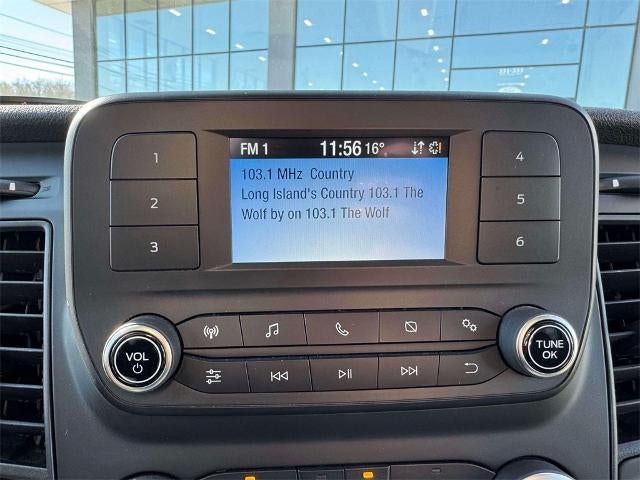 FM 1 11:56 16°
103.1 MHz Country
Long Island's Country 103.1 The
Wolf by on 103.1 The Wolf
1
2
3
4
5
6
VOL
TUNE
OK